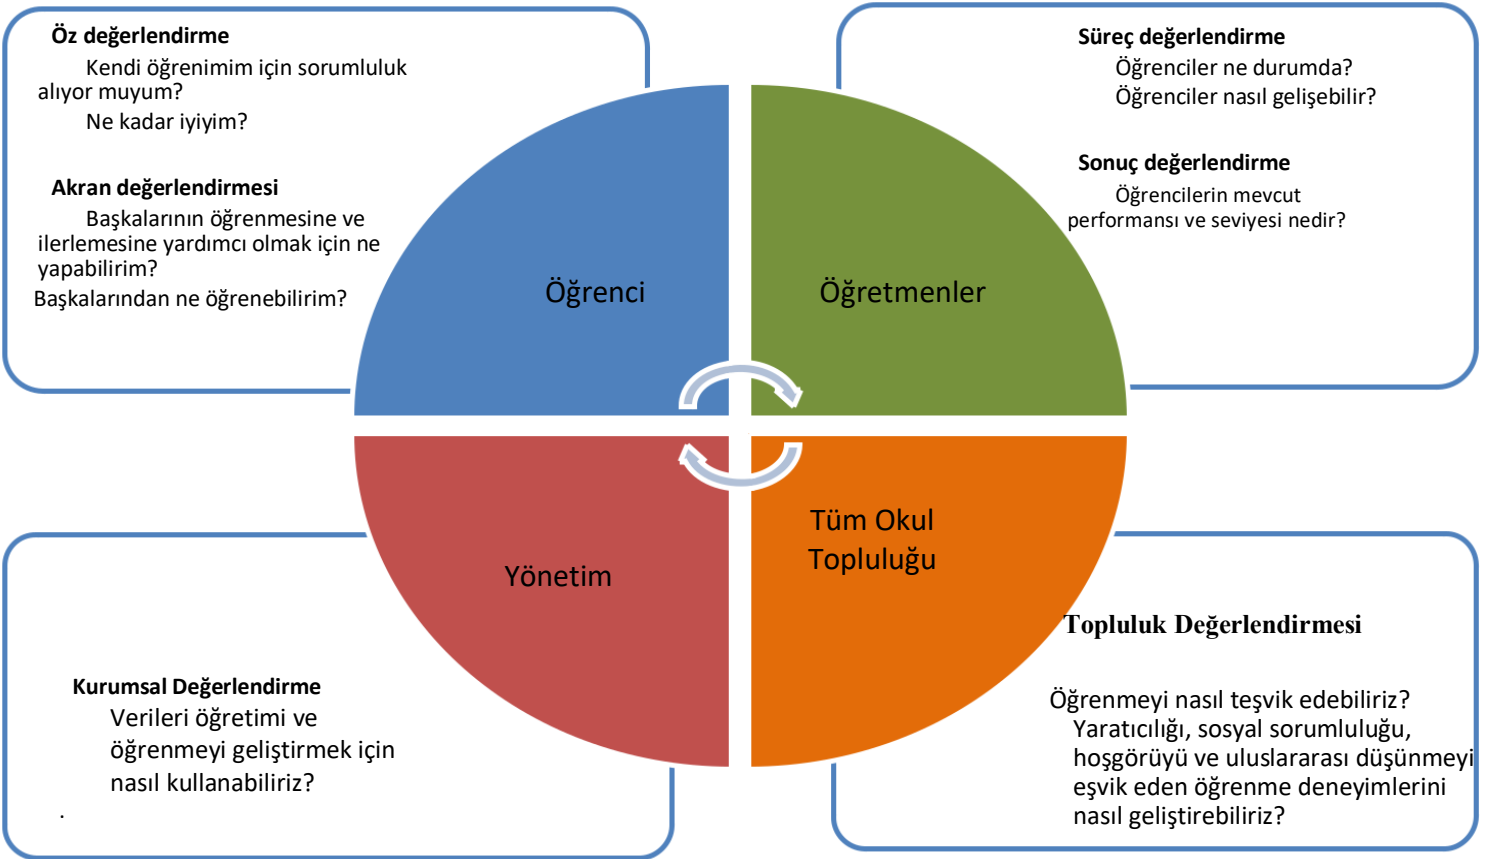 Öz değerlendirme
Kendi öğrenimim için sorumluluk
alıyor muyum?
Ne kadar iyiyim?
Akran değerlendirmesi
Başkalarının öğrenmesine ve
ilerlemesine yardımcı olmak için ne
yapabilirim?
Başkalarından ne öğrenebilirim?
Süreç değerlendirme
Öğrenciler ne durumda?
Öğrenciler nasıl gelişebilir?
Sonuç değerlendirme
Öğrencilerin mevcut
performansı ve seviyesi nedir?
Öğrenci
Öğretmenler
Yönetim
Tüm Okul
Topluluğu
Kurumsal Değerlendirme
Verileri öğretimi ve
öğrenmeyi geliştirmek için
nasıl kullanabiliriz?
.
Topluluk Değerlendirmesi
Öğrenmeyi nasıl teşvik edebiliriz?
Yaratıcılığı, sosyal sorumluluğu,
hoşgörüyü ve uluslararası düşünmeyi
eşvik eden öğrenme deneyimlerini
nasıl geliştirebiliriz?